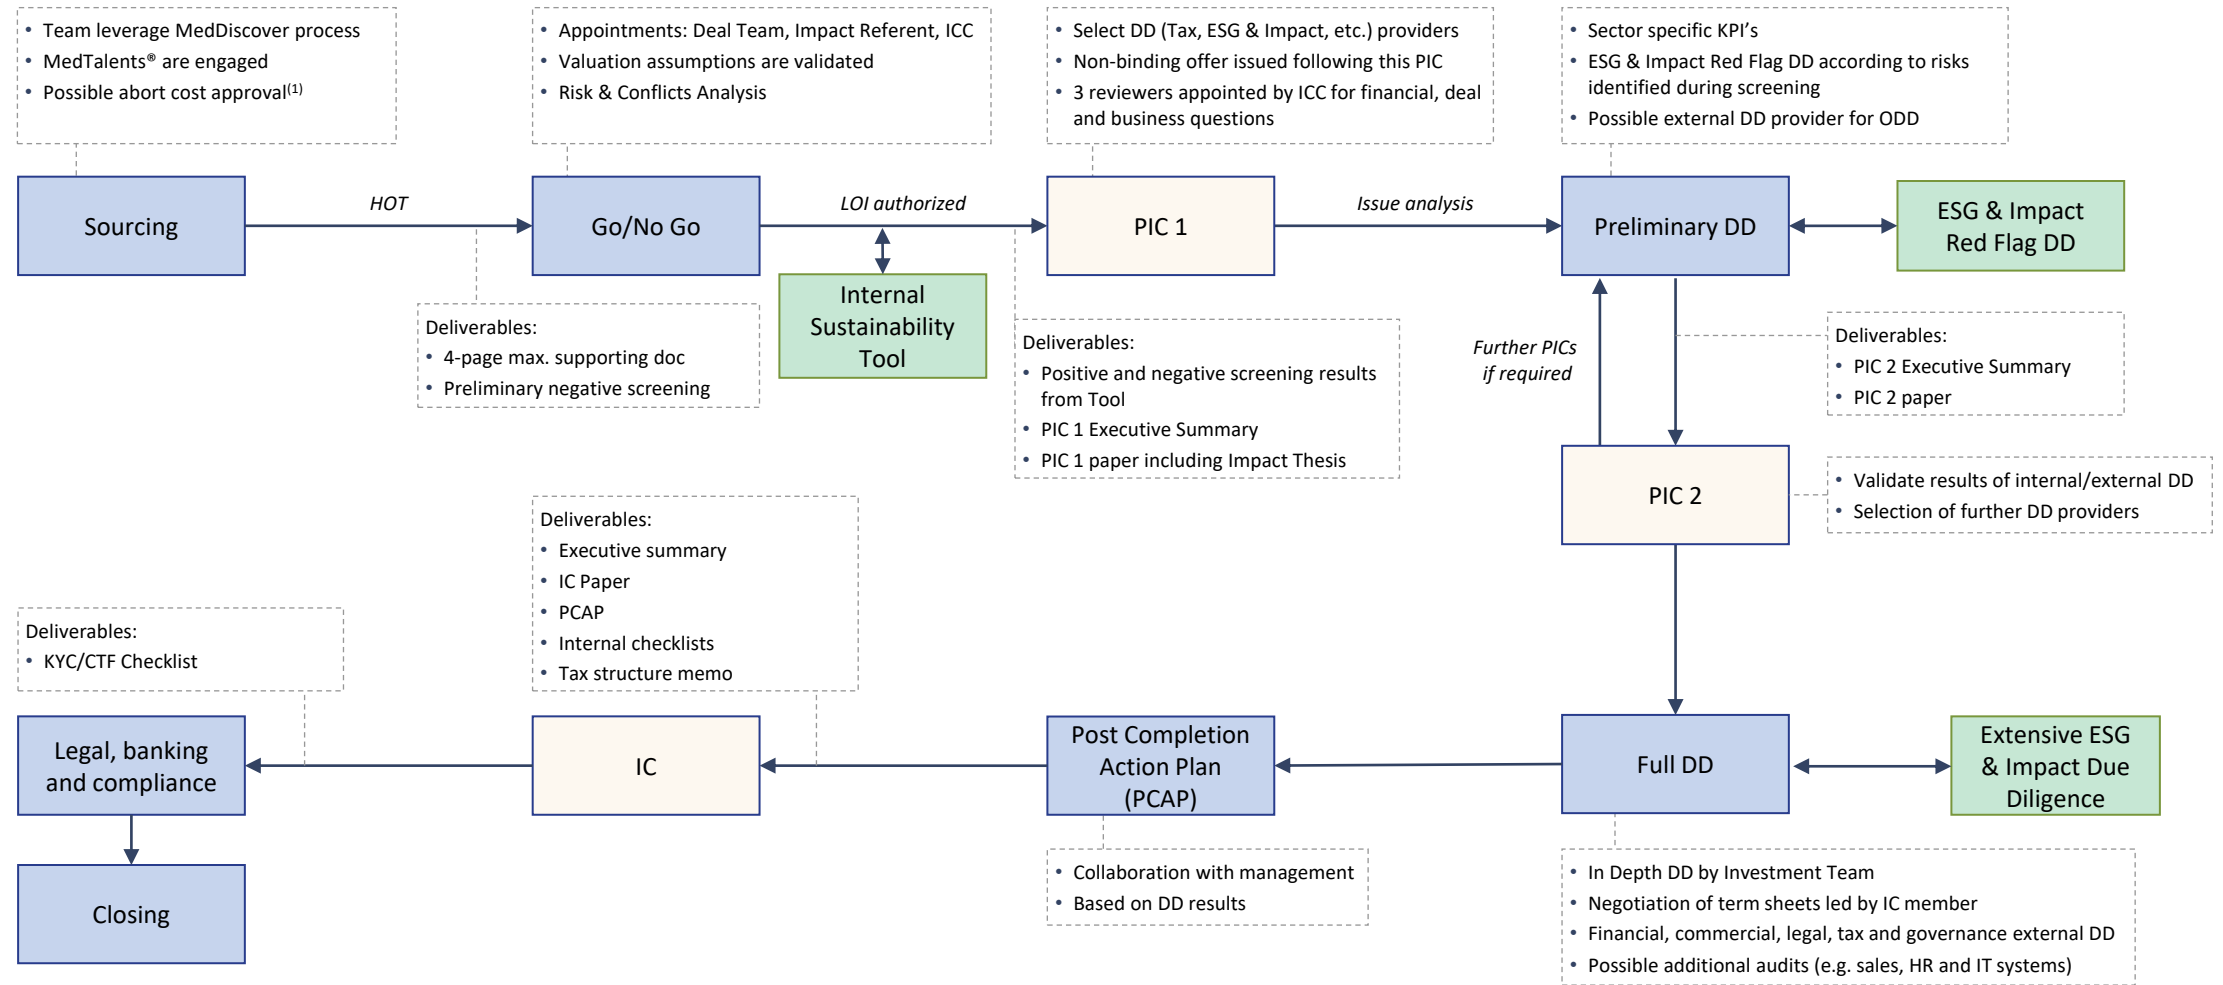 • Team leverage MedDiscover process
• MedTalents® are engaged
• Possible abort cost approval(1)
• Appointments: Deal Team, Impact Referent, ICC
• Valuation assumptions are validated
• Risk & Conflicts Analysis
• Select DD (Tax, ESG & Impact, etc.) providers
• Non-binding offer issued following this PIC
• 3 reviewers appointed by ICC for financial, deal
and business questions
• Sector specific KPI's
• ESG & Impact Red Flag DD according to risks
identified during screening
• Possible external DD provider for ODD
Sourcing
HOT
Go/No Go
LOI authorized
PIC 1
Issue analysis
Preliminary DD
ESG & Impact
Red Flag DD
Deliverables:
• 4-page max. supporting doc
• Preliminary negative screening
Internal
Sustainability
Tool
Deliverables:
• Positive and negative screening results
from Tool
• PIC 1 Executive Summary
• PIC 1 paper including Impact Thesis
Further PICs
if required
Deliverables:
• PIC 2 Executive Summary
• PIC 2 paper
PIC 2
• Validate results of internal/external DD
• Selection of further DD providers
Deliverables:
• Executive summary
• IC Paper
• PCAP
• Internal checklists
• Tax structure memo
Deliverables:
• KYC/CTF Checklist
Legal, banking
and compliance
IC
Post Completion
Action Plan
(PCAP)
Full DD
Extensive ESG
& Impact Due
Diligence
Closing
• Collaboration with management
• Based on DD results
• In Depth DD by Investment Team
• Negotiation of term sheets led by IC member
• Financial, commercial, legal, tax and governance external DD
• Possible additional audits (e.g. sales, HR and IT systems)